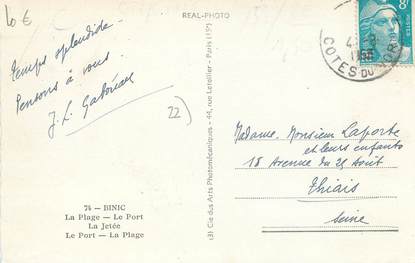 10 €
REAL-PHOTO
8F
COTES-DU-NORD
Temps splendide -
Pensons à vous.
22
Madame, Monsieur Laporte
et leurs enfants
18 Avenue du 25 Août
Thiais
Seine
74 — BINIC
La Plage — Le Port
La Jetée
Le Port — La Plage
(3) Cie des Arts Photomécaniques - 44, rue Letellier - Paris (15e)